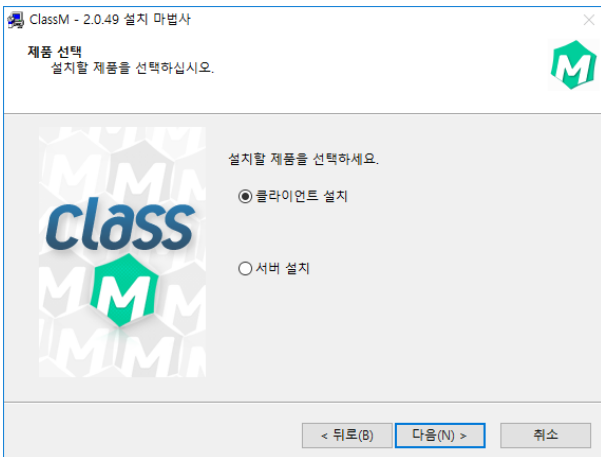 ClassM - 2.0.49 설치 마법사
제품 선택
설치할 제품을 선택하십시오.
M
설치할 제품을 선택하세요.
클라이언트 설치
class
M
서버 설치
< 뒤로(B)
다음(N) >
취소